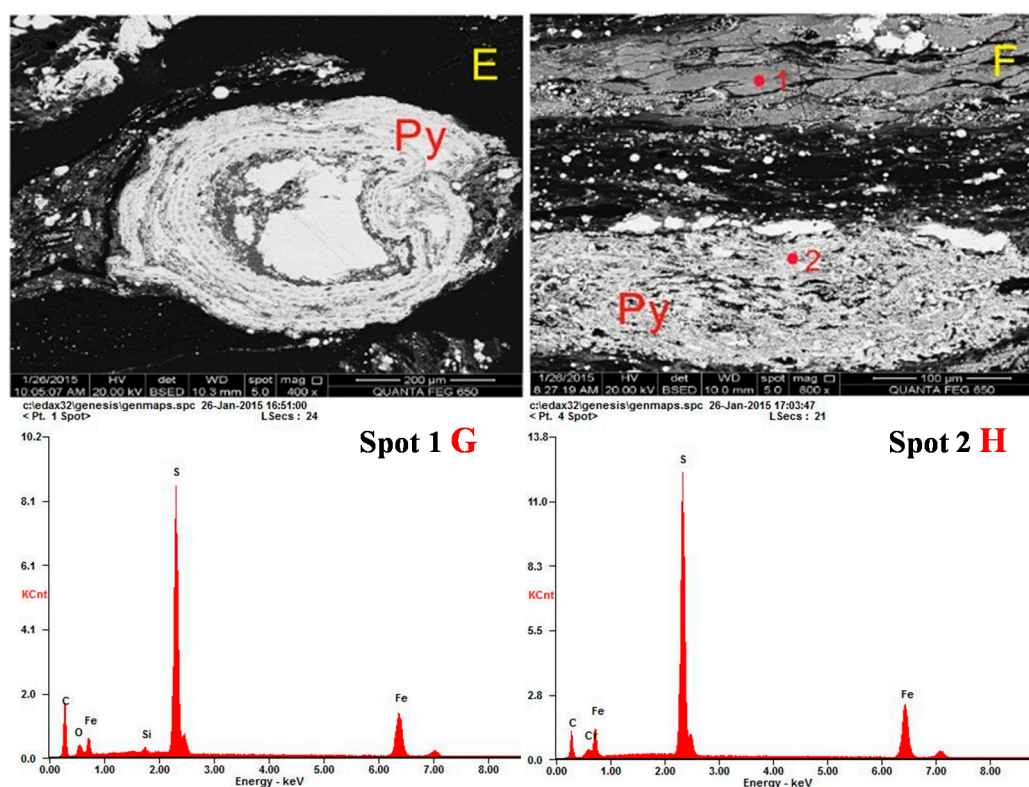 E
Py
1/26/2015 HV det WD spot mag □ 200 µm
10:05:07 AM 20.00 kV BSED 10.3 mm 5.0 400 x QUANTA FEG 650
F
1
2
Py
1/26/2015 HV det WD spot mag □ 100 µm
8:27:19 AM 20.00 kV BSED 10.0 mm 5.0 800 x QUANTA FEG 650
c:\edax32\genesis\genmaps.spc 26-Jan-2015 16:51:00
< Pt. 1 Spot> LSecs : 24
Spot 1 G
10.2
8.1
6.1
KCnt
4.1
2.0
0.0
C
O
Fe
Si
S
Fe
0.00 1.00 2.00 3.00 4.00 5.00 6.00 7.00 8.00
Energy - keV
c:\edax32\genesis\genmaps.spc 26-Jan-2015 17:03:47
< Pt. 4 Spot> LSecs : 21
Spot 2 H
13.8
11.0
8.3
KCnt
5.5
2.8
0.0
C
C
Fe
S
Fe
0.00 1.00 2.00 3.00 4.00 5.00 6.00 7.00 8.00
Energy - keV